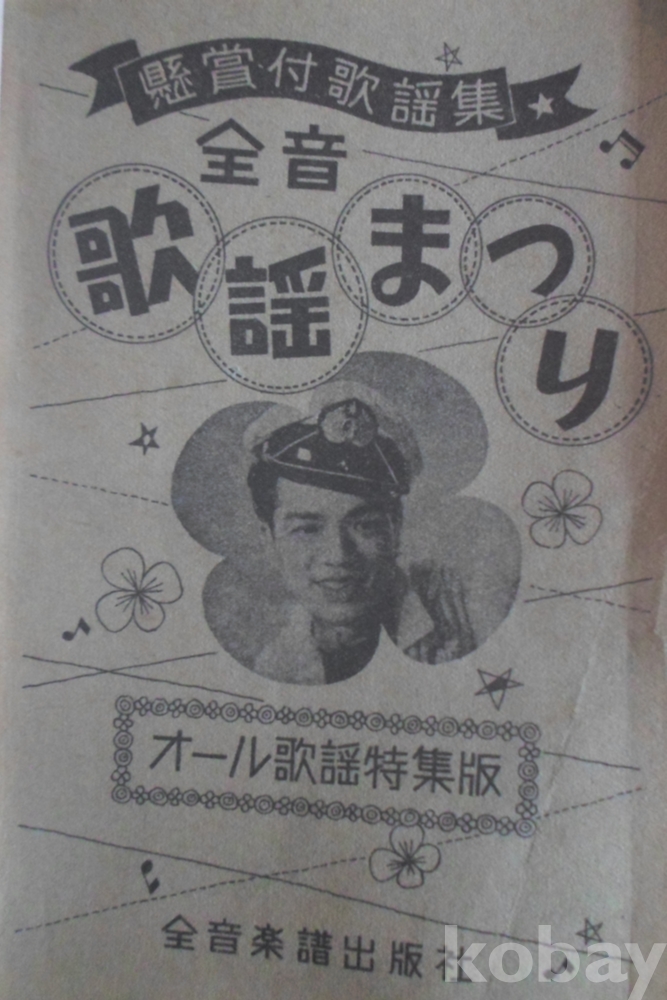 懸賞付歌謡集
全音
歌謡まつり
オール歌謡特集版
全音楽譜出版社
kobay